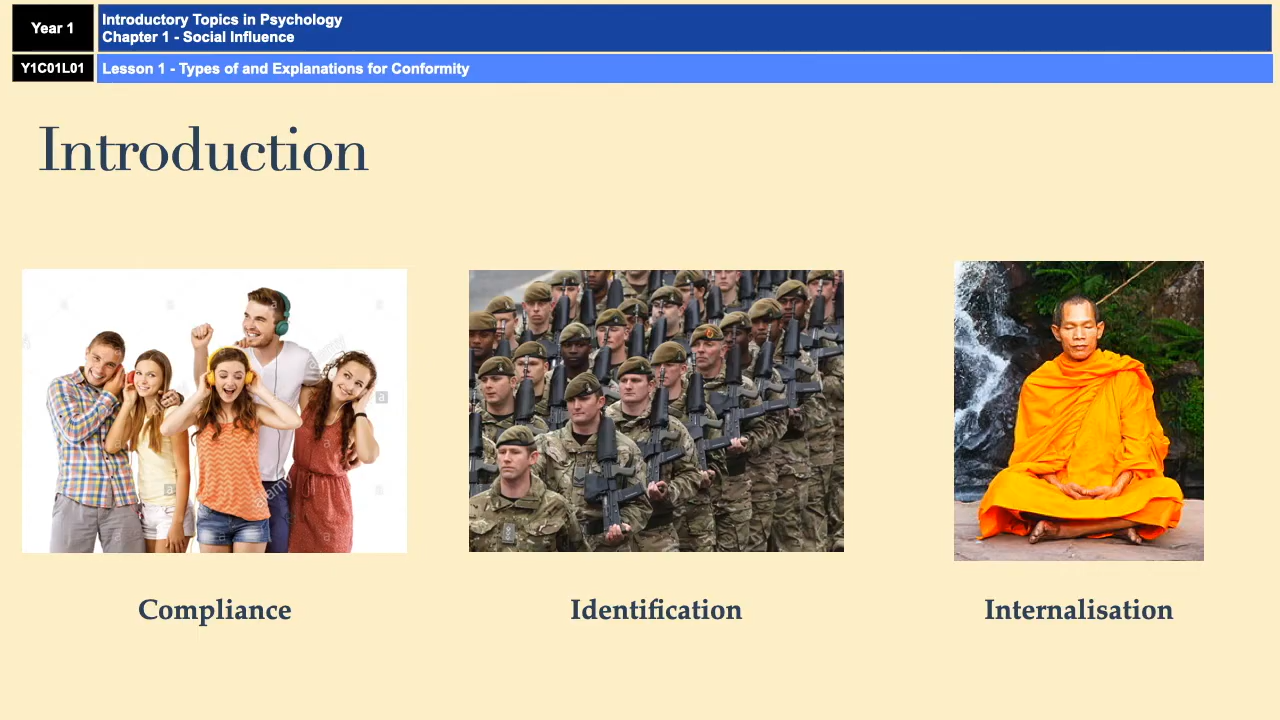 Year 1
Introductory Topics in Psychology
Chapter 1 - Social Influence
Y1C01L01
Lesson 1 - Types of and Explanations for Conformity
Introduction
a
alamy
Compliance
Identification
Internalisation